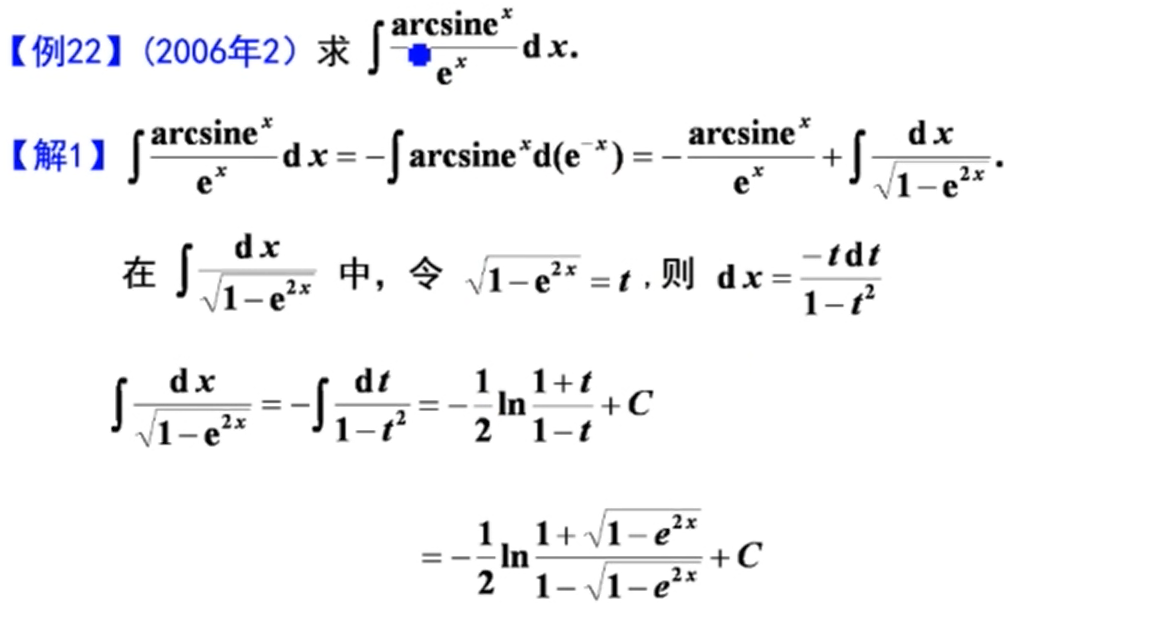 【例22】(2006年2) 求 $\int \frac{\arcsin e^x}{e^x} dx.$
【解1】 $\int \frac{\arcsin e^x}{e^x} dx = -\int \arcsin e^x d(e^{-x}) = -\frac{\arcsin e^x}{e^x} + \int \frac{dx}{\sqrt{1-e^{2x}}}.$
在 $\int \frac{dx}{\sqrt{1-e^{2x}}}$ 中，令 $\sqrt{1-e^{2x}} = t$ , 则 $dx = \frac{-tdt}{1-t^2}$
$\int \frac{dx}{\sqrt{1-e^{2x}}} = -\int \frac{dt}{1-t^2} = -\frac{1}{2} \ln \frac{1+t}{1-t} + C$
$= -\frac{1}{2} \ln \frac{1+\sqrt{1-e^{2x}}}{1-\sqrt{1-e^{2x}}} + C$